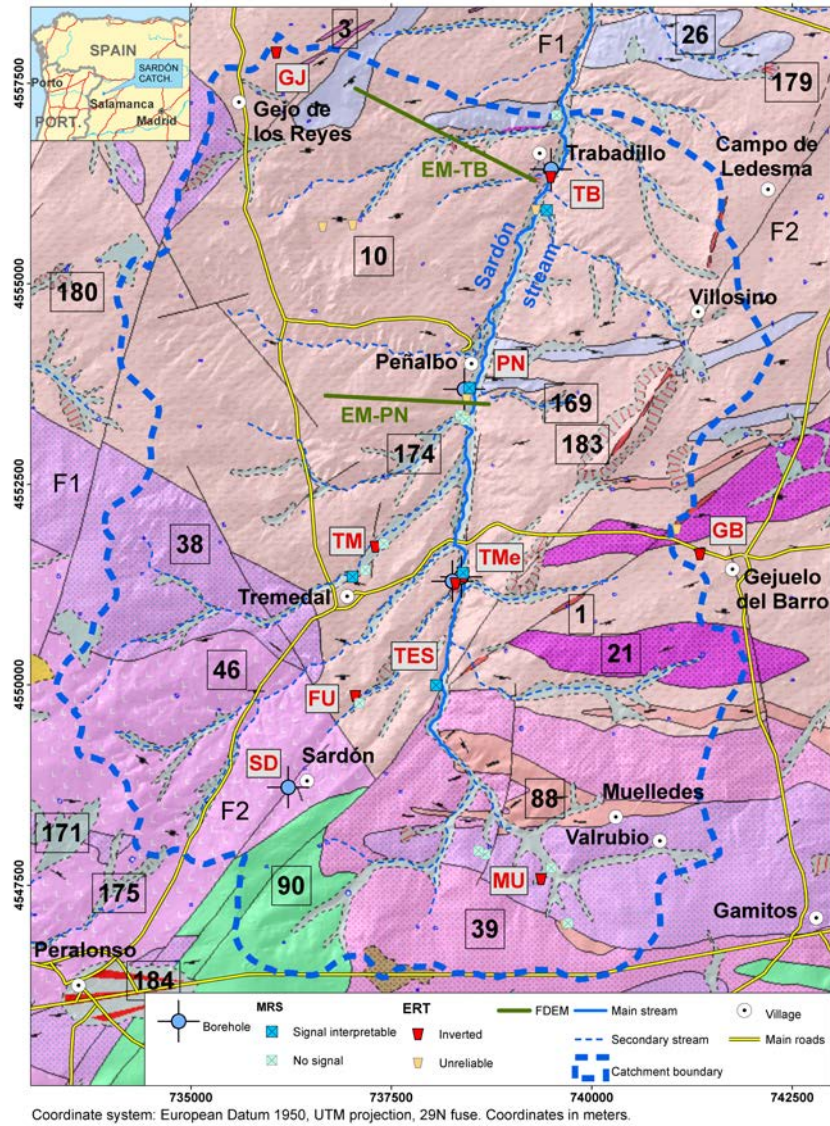 SPAIN
Porto
SARDÓN
CATCH.
Salamanca
Madrid
PORT.
3
F1
26
GJ
179
Gejo de
los Reyes
Trabadillo
Campo de
Ledesma
EM-TB
TB
F2
10
Sardón
stream
180
Villosino
Peñalbo
PN
EM-PN
169
183
174
F1
38
TM
TMe
GB
Tremedal
Gejuelo
del Barro
1
TES
21
46
FU
SD
Sardón
F2
88
Muelledes
171
Valrubio
175
90
MU
39
Gamitos
Peralonso
184
4557500
4555000
4552500
4550000
4547500
MRS
ERT
Borehole
Signal interpretable
No signal
Inverted
Unreliable
FDEM
Main stream
Secondary stream
Catchment boundary
Village
Main roads
735000 737500 740000 742500
Coordinate system: European Datum 1950, UTM projection, 29N fuse. Coordinates in meters.